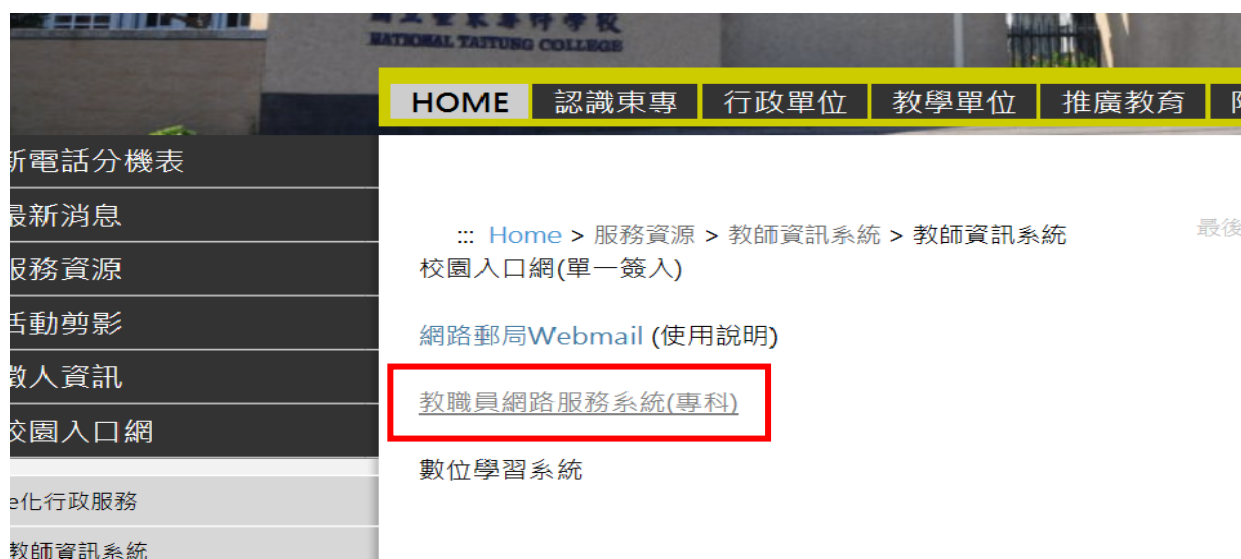 NATIONAL TAITUNG COLLEGE
HOME 認識東專 行政單位 教學單位 推廣教育
新電話分機表
最新消息
服務資源
活動剪影
徵人資訊
校園入口網
e化行政服務
教師資訊系統
::: Home > 服務資源 > 教師資訊系統 > 教師資訊系統
最後
校園入口網(單一簽入)
網路郵局Webmail (使用說明)
教職員網路服務系統(專科)
數位學習系統